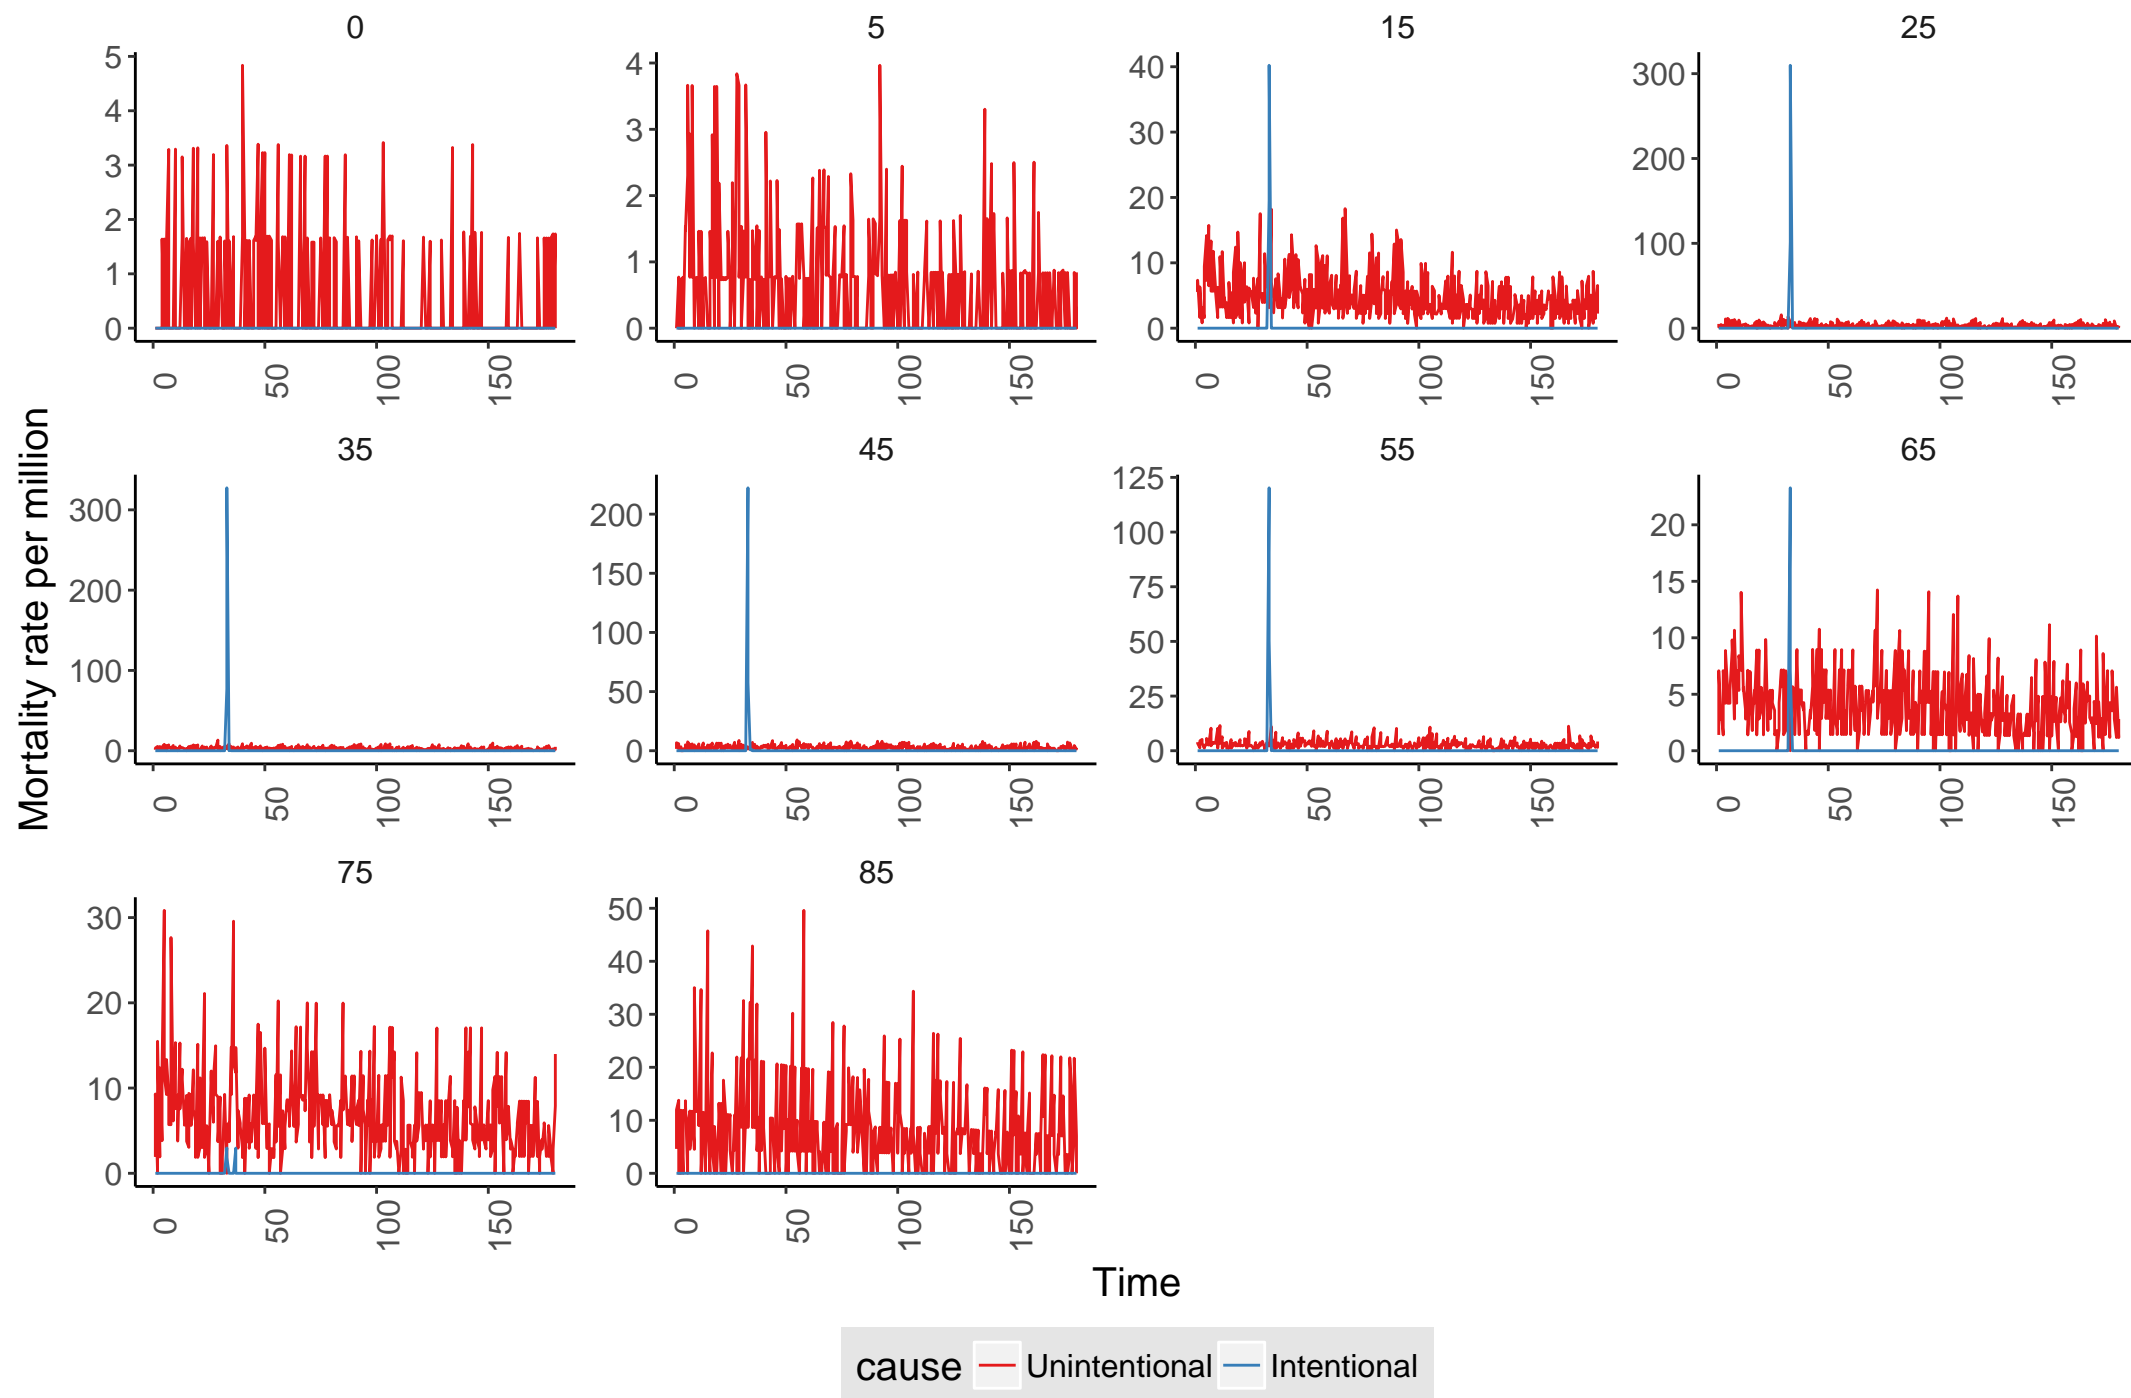 0 5 15 25
5 4 40 300
4 3 30 200
3 2 20 100
2 1 10 0
1 0 0
0
0 50 100 150 0 50 100 150 0 50 100 150 0 50 100 150
Mortality rate per million
35 45 55 65
300 200 125 20
200 150 100 15
100 100 75 10
0 50 50 5
0 25 0
0
0 50 100 150 0 50 100 150 0 50 100 150 0 50 100 150
75 85
30 50
20 40
10 30
0 20
10
0
0 50 100 150 0 50 100 150
Time
cause Unintentional Intentional